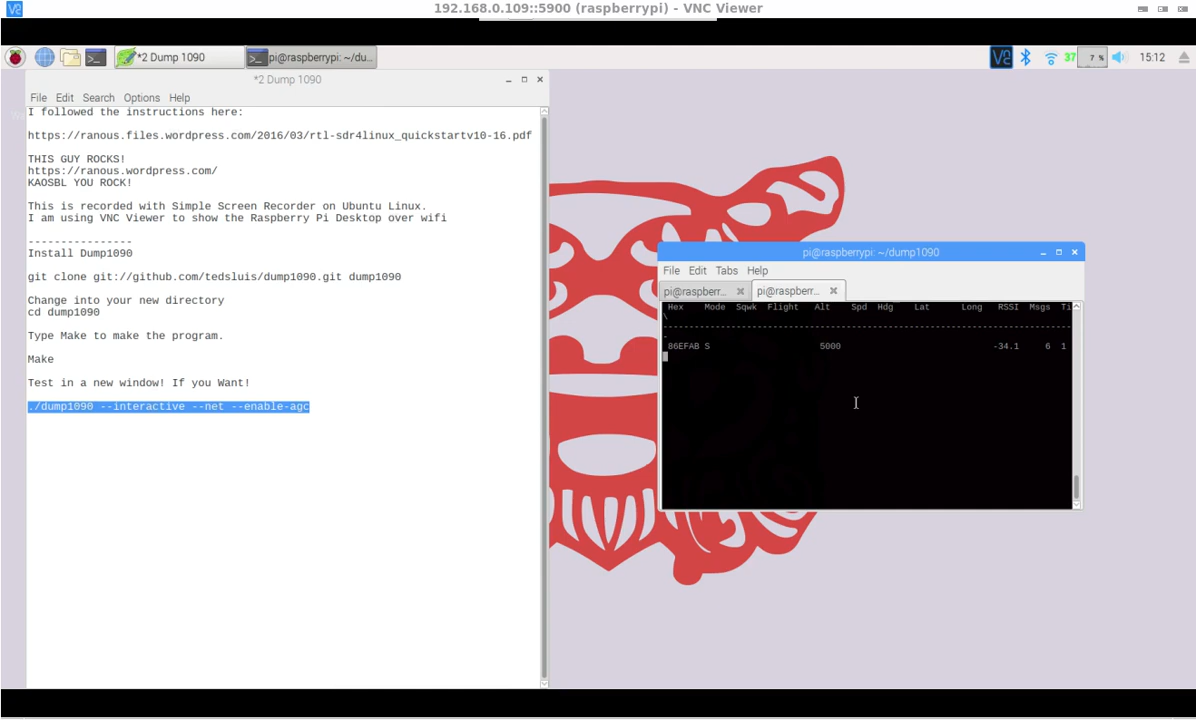 192.168.0.109::5900 (raspberrypi) - VNC Viewer
*2 Dump 1090
pi@raspberrypi: ~/du...
37
7 %
15:12
*2 Dump 1090
File Edit Search Options Help
I followed the instructions here:
https://ranous.files.wordpress.com/2016/03/rtl-sdr4linux_quickstartv10-16.pdf
THIS GUY ROCKS!
https://ranous.wordpress.com/
KAOSBL YOU ROCK!
This is recorded with Simple Screen Recorder on Ubuntu Linux.
I am using VNC Viewer to show the Raspberry Pi Desktop over wifi
----------------
Install Dump1090
git clone git://github.com/tedsluis/dump1090.git dump1090
Change into your new directory
cd dump1090
Type Make to make the program.
Make
Test in a new window! If you Want!
./dump1090 --interactive --net --enable-agc
pi@raspberrypi: ~/dump1090
File Edit Tabs Help
pi@raspberr... pi@raspberr...
Hex Mode Sqwk Flight Alt Spd Hdg Lat Long RSSI Msgs Ti
\
--------------------------------------------------------------------------------
-
86EFAB S 5000 -34.1 6 1